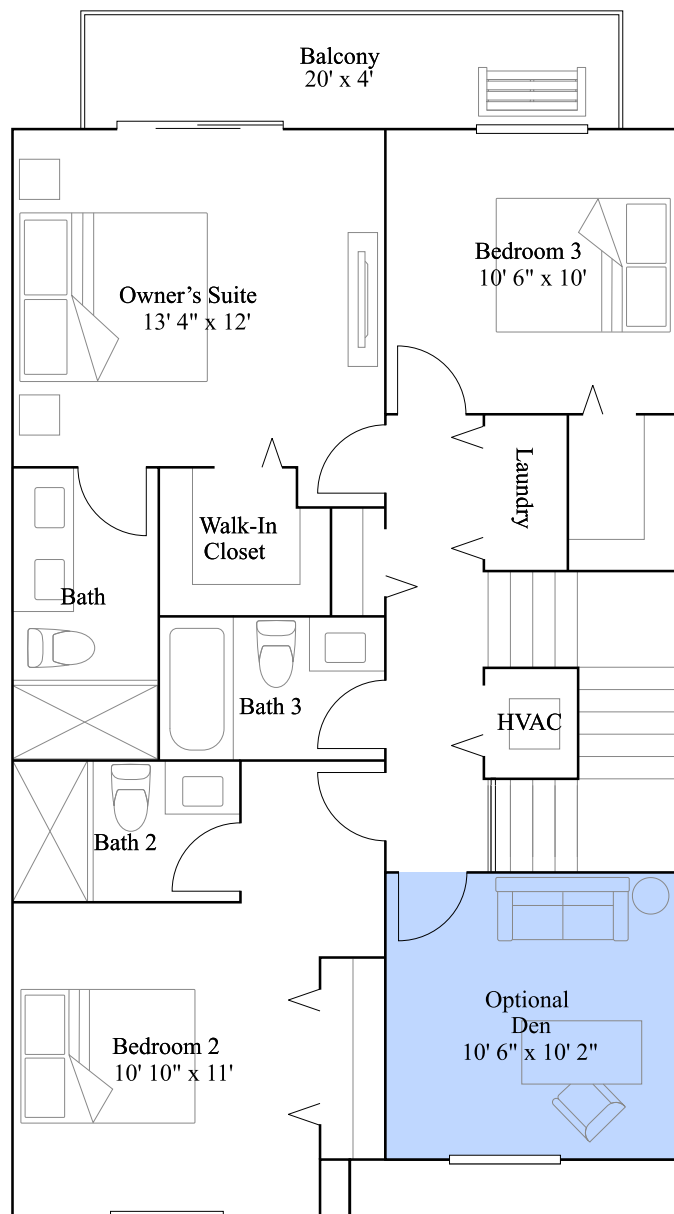 Balcony
20' x 4'
Bedroom 3
10' 6" x 10'
Owner’s Suite
13' 4" x 12'
Laundry
Walk-In
Closet
Bath
Bath 3
HVAC
Bath 2
Optional
Den
10' 6" x 10' 2"
Bedroom 2
10' 10" x 11'